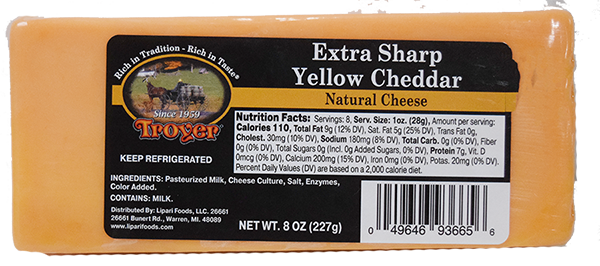 Rich in Tradition - Rich in Taste®
Since 1959
Troyer
KEEP REFRIGERATED
INGREDIENTS: Pasteurized Milk, Cheese Culture, Salt, Enzymes,
Color Added.
CONTAINS: MILK.
Distributed By: Lipari Foods, LLC. 26661
26661 Bunert Rd., Warren, MI. 48089
www.liparifoods.com
Extra Sharp
Yellow Cheddar
Natural Cheese
Nutrition Facts: Servings: 8, Serv. Size: 1oz. (28g), Amount per serving:
Calories 110, Total Fat 9g (12% DV), Sat. Fat 5g (25% DV), Trans Fat 0g,
Cholest. 30mg (10% DV), Sodium 180mg (8% DV), Total Carb. 0g (0% DV), Fiber
0g (0% DV), Total Sugars 0g (Incl. 0g Added Sugars, 0% DV), Protein 7g, Vit. D
0mcg (0% DV), Calcium 200mg (15% DV), Iron 0mg (0% DV), Potas. 20mg (0% DV).
Percent Daily Values (DV) are based on a 2,000 calorie diet.
NET WT. 8 OZ (227g)
0 49646 93665 6